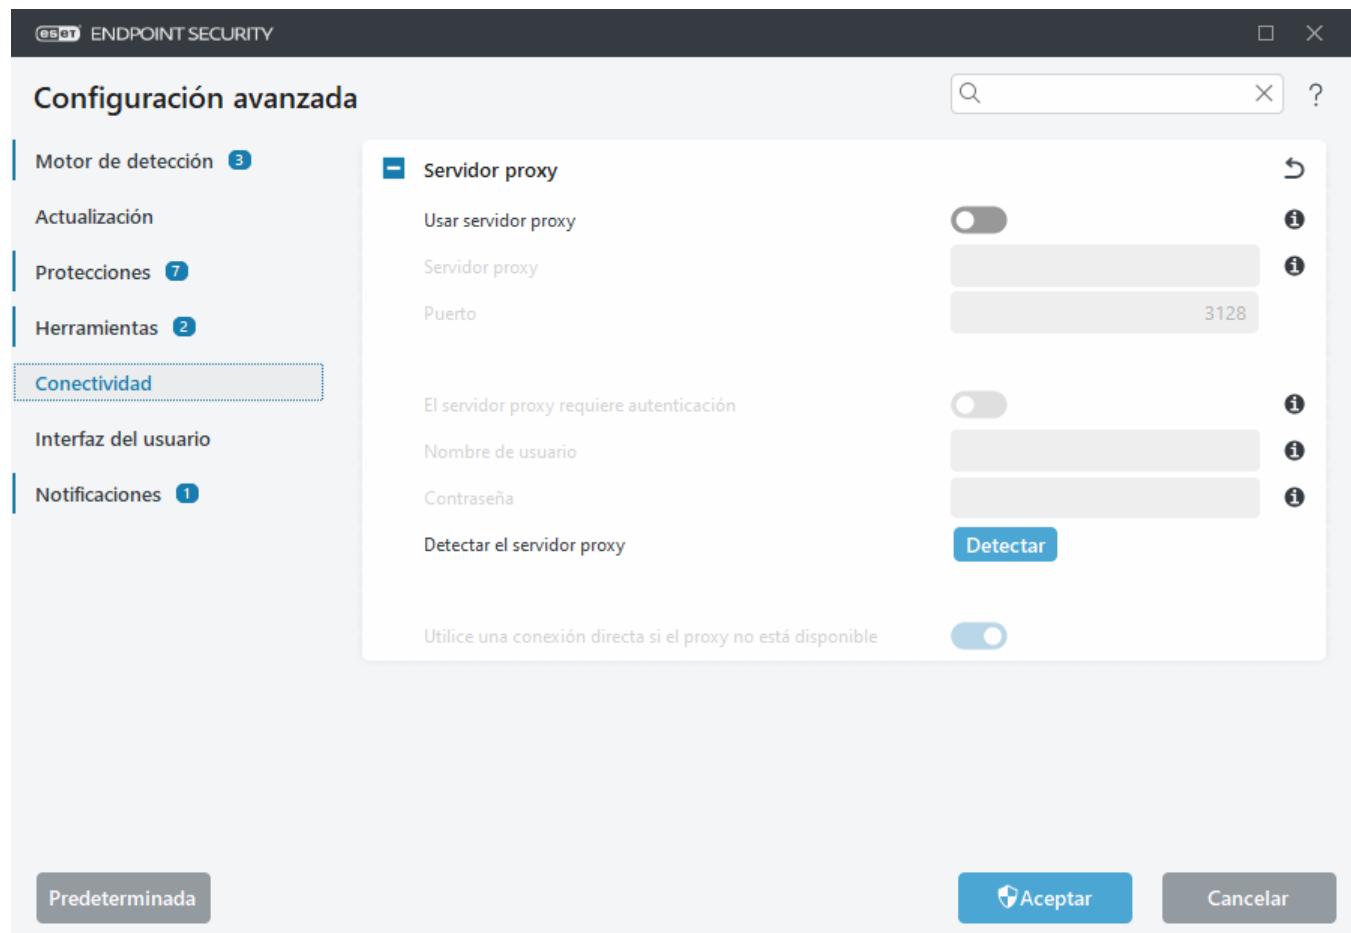 eset ENDPOINT SECURITY
Configuración avanzada
?
Motor de detección 3
Actualización
Protecciones 7
Herramientas 2
Conectividad
Interfaz del usuario
Notificaciones 1
Servidor proxy
Usar servidor proxy
Servidor proxy
Puerto 3128
El servidor proxy requiere autenticación
Nombre de usuario
Contraseña
Detectar el servidor proxy Detectar
Utilice una conexión directa si el proxy no está disponible
Predeterminada Aceptar Cancelar